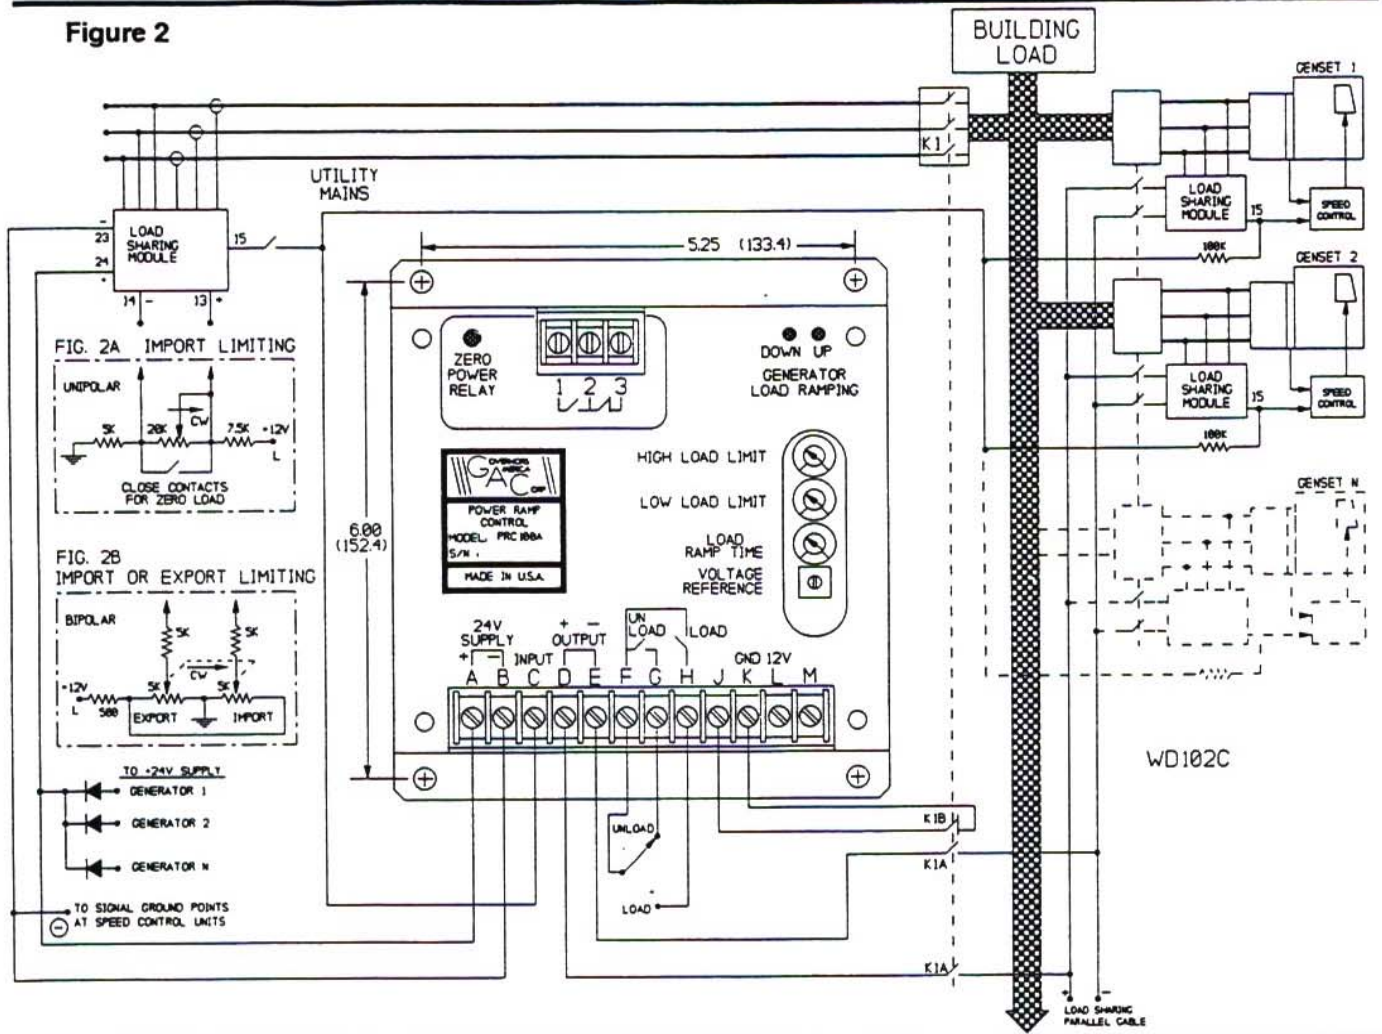 Figure 2
BUILDING
LOAD
GENSET 1
K1
UTILITY
MAINS
LOAD
SHARING
MODULE
15
SPEED
CONTROL
100K
- 
23
24
+
LOAD
SHARING
MODULE
15
14 -
13 +
5.25 (133.4)
GENSET 2
LOAD
SHARING
MODULE
15
SPEED
CONTROL
100K
FIG. 2A IMPORT LIMITING
UNIPOLAR
5K
20K
CW
7.5K
+12V
L
CLOSE CONTACTS
FOR ZERO LOAD
ZERO
POWER
RELAY
1 2 3
DOWN UP
GENERATOR
LOAD RAMPING
HIGH LOAD LIMIT
LOW LOAD LIMIT
LOAD
RAMP TIME
VOLTAGE
REFERENCE
GAC
GOVERNORS
AMERICA
CORP
POWER RAMP
CONTROL
MODEL. PRC100A
S/N :
MADE IN U.S.A.
6.00
(152.4)
GENSET N
FIG. 2B
IMPORT OR EXPORT LIMITING
BIPOLAR
5K
5K
CW
+12V
L
500
5K
5K
EXPORT
IMPORT
24V
SUPPLY
+ -
INPUT
+ -
OUTPUT
UN
LOAD
LOAD
GND 12V
A B C D E F G H J K L M
WD102C
TO +24V SUPPLY
GENERATOR 1
GENERATOR 2
GENERATOR N
TO SIGNAL GROUND POINTS
AT SPEED CONTROL UNITS
-
UNLOAD
LOAD
K1B
K1A
K1A
+ -
LOAD SHARING
PARALLEL CABLE